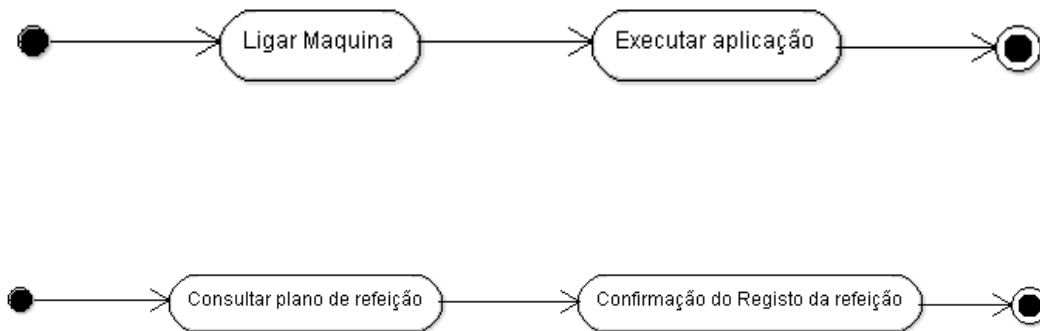 Ligar Maquina
Executar aplicação
Consultar plano de refeição
Confirmação do Registo da refeição